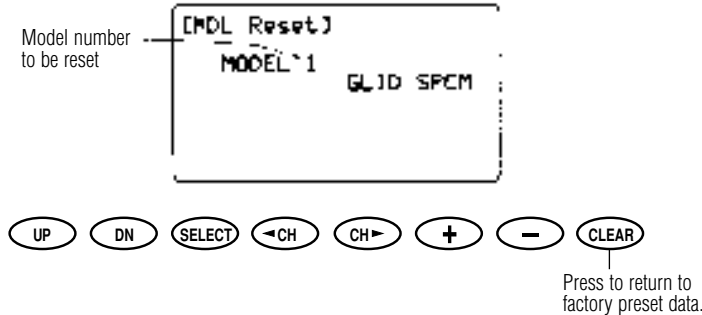 [MDL Reset]
Model number
to be reset
MODEL 1
GLID SPCM
UP DN SELECT ◄CH CH► + − CLEAR
Press to return to
factory preset data.